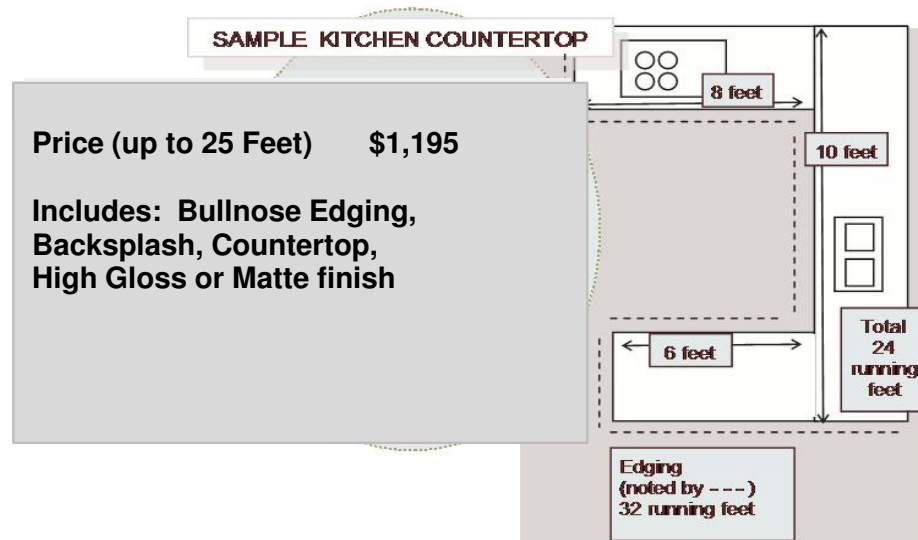 SAMPLE KITCHEN COUNTERTOP
8 feet
Price (up to 25 Feet) $1,195
10 feet
Includes: Bullnose Edging,
Backsplash, Countertop,
High Gloss or Matte finish
6 feet
Total
24
running
feet
Edging
(noted by - - - )
32 running feet